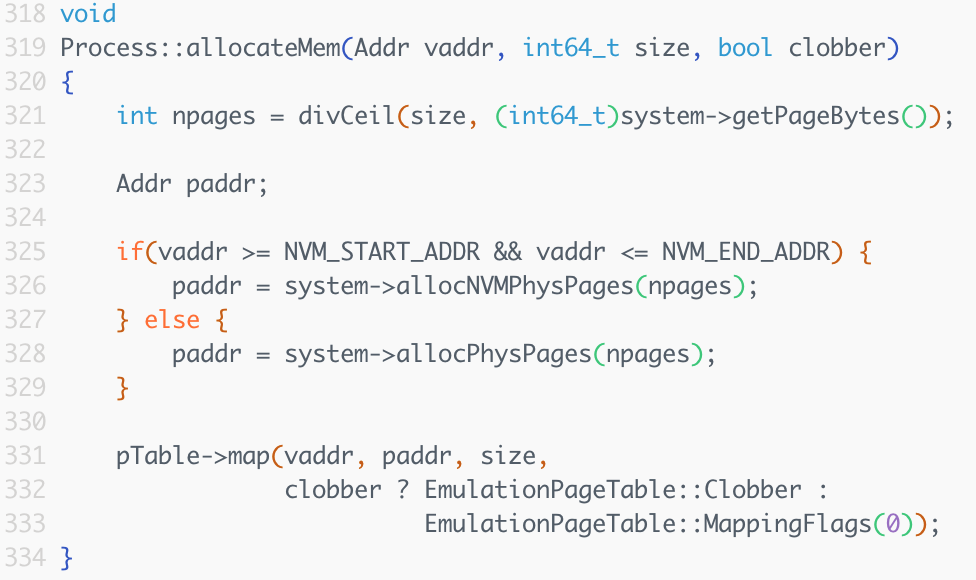 318 void
319 Process::allocateMem(Addr vaddr, int64_t size, bool clobber)
320 {
321     int npages = divCeil(size, (int64_t)system->getPageBytes());
322
323     Addr paddr;
324
325     if(vaddr >= NVM_START_ADDR && vaddr <= NVM_END_ADDR) {
326         paddr = system->allocNVMPhysPages(npages);
327     } else {
328         paddr = system->allocPhysPages(npages);
329     }
330
331     pTable->map(vaddr, paddr, size,
332                 clobber ? EmulationPageTable::Clobber :
333                           EmulationPageTable::MappingFlags(0));
334 }